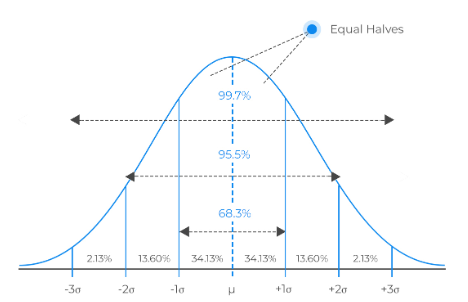 Equal Halves
99.7%
95.5%
68.3%
2.13% 13.60% 34.13% 34.13% 13.60% 2.13%
-3σ -2σ -1σ μ +1σ +2σ +3σ